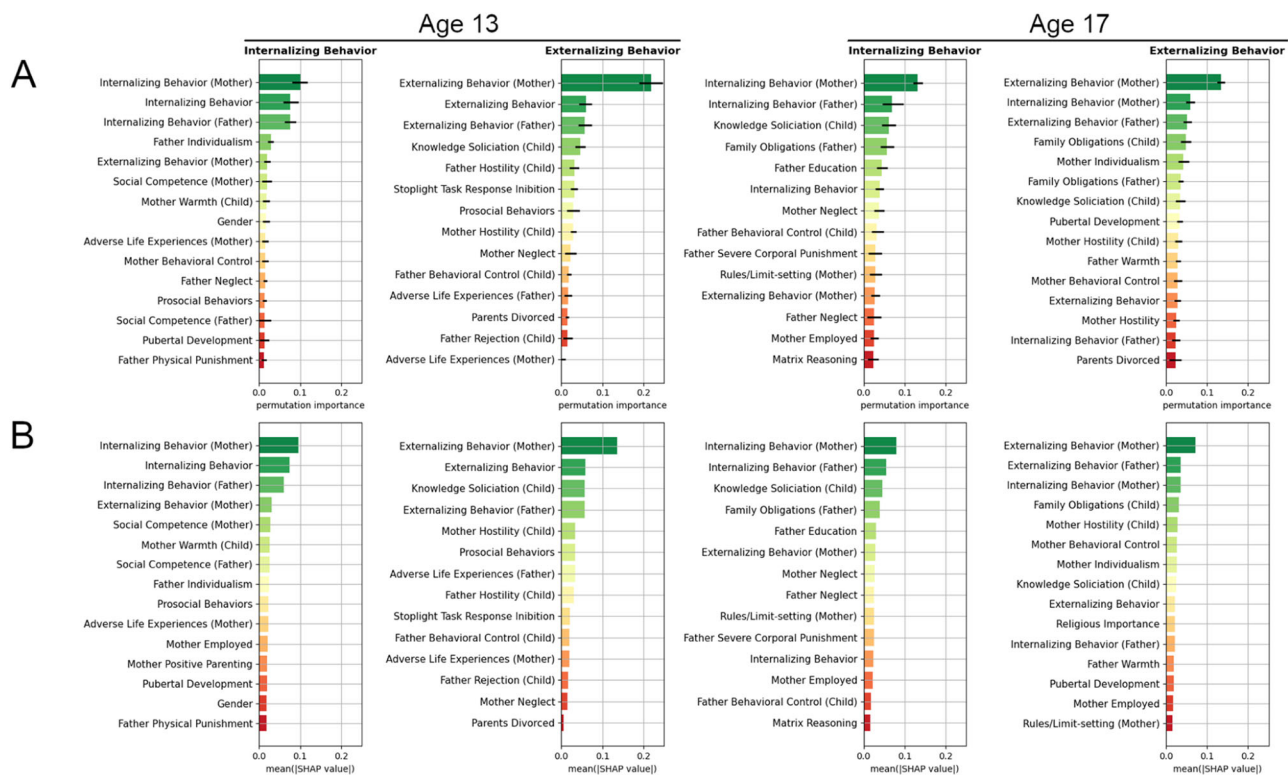 Age 13
Age 17
Internalizing Behavior
Externalizing Behavior
Internalizing Behavior
Externalizing Behavior
A
Internalizing Behavior (Mother)
Internalizing Behavior
Internalizing Behavior (Father)
Father Individualism
Externalizing Behavior (Mother)
Social Competence (Mother)
Mother Warmth (Child)
Gender
Adverse Life Experiences (Mother)
Mother Behavioral Control
Father Neglect
Prosocial Behaviors
Social Competence (Father)
Pubertal Development
Father Physical Punishment
0.0 0.1 0.2
permutation importance
Externalizing Behavior (Mother)
Externalizing Behavior
Externalizing Behavior (Father)
Knowledge Soliciation (Child)
Father Hostility (Child)
Stoplight Task Response Inibition
Prosocial Behaviors
Mother Hostility (Child)
Mother Neglect
Father Behavioral Control (Child)
Adverse Life Experiences (Father)
Parents Divorced
Father Rejection (Child)
Adverse Life Experiences (Mother)
0.0 0.1 0.2
permutation importance
Internalizing Behavior (Mother)
Internalizing Behavior (Father)
Knowledge Soliciation (Child)
Family Obligations (Father)
Father Education
Internalizing Behavior
Mother Neglect
Father Behavioral Control (Child)
Father Severe Corporal Punishment
Rules/Limit-setting (Mother)
Externalizing Behavior (Mother)
Father Neglect
Mother Employed
Matrix Reasoning
0.0 0.1 0.2
permutation importance
Externalizing Behavior (Mother)
Internalizing Behavior (Mother)
Externalizing Behavior (Father)
Family Obligations (Child)
Mother Individualism
Family Obligations (Father)
Knowledge Soliciation (Child)
Pubertal Development
Mother Hostility (Child)
Father Warmth
Mother Behavioral Control
Externalizing Behavior
Mother Hostility
Internalizing Behavior (Father)
Parents Divorced
0.0 0.1 0.2
permutation importance
B
Internalizing Behavior (Mother)
Internalizing Behavior
Internalizing Behavior (Father)
Externalizing Behavior (Mother)
Social Competence (Mother)
Mother Warmth (Child)
Social Competence (Father)
Father Individualism
Prosocial Behaviors
Adverse Life Experiences (Mother)
Mother Employed
Mother Positive Parenting
Pubertal Development
Gender
Father Physical Punishment
0.0 0.1 0.2
mean(|SHAP value|)
Externalizing Behavior (Mother)
Externalizing Behavior
Knowledge Soliciation (Child)
Externalizing Behavior (Father)
Mother Hostility (Child)
Prosocial Behaviors
Adverse Life Experiences (Father)
Father Hostility (Child)
Stoplight Task Response Inibition
Father Behavioral Control (Child)
Adverse Life Experiences (Mother)
Father Rejection (Child)
Mother Neglect
Parents Divorced
0.0 0.1 0.2
mean(|SHAP value|)
Internalizing Behavior (Mother)
Internalizing Behavior (Father)
Knowledge Soliciation (Child)
Family Obligations (Father)
Father Education
Externalizing Behavior (Mother)
Mother Neglect
Father Neglect
Rules/Limit-setting (Mother)
Father Severe Corporal Punishment
Internalizing Behavior
Mother Employed
Father Behavioral Control (Child)
Matrix Reasoning
0.0 0.1 0.2
mean(|SHAP value|)
Externalizing Behavior (Mother)
Externalizing Behavior (Father)
Internalizing Behavior (Mother)
Family Obligations (Child)
Mother Hostility (Child)
Mother Behavioral Control
Mother Individualism
Knowledge Soliciation (Child)
Externalizing Behavior
Religious Importance
Internalizing Behavior (Father)
Father Warmth
Pubertal Development
Mother Employed
Rules/Limit-setting (Mother)
0.0 0.1 0.2
mean(|SHAP value|)